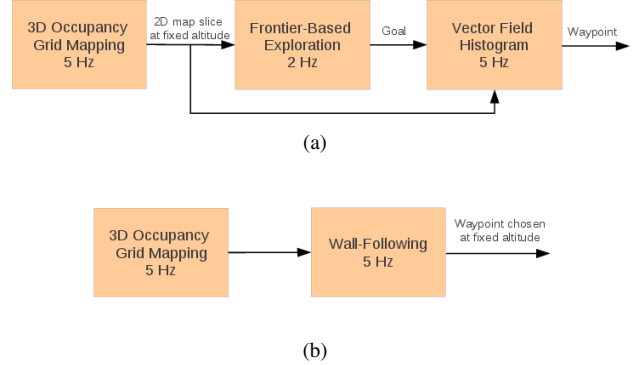 3D Occupancy
Grid Mapping
5 Hz
2D map slice
at fixed altitude
Frontier-Based
Exploration
2 Hz
Goal
Vector Field
Histogram
5 Hz
Waypoint
(a)
3D Occupancy
Grid Mapping
5 Hz
Wall-Following
5 Hz
Waypoint chosen
at fixed altitude
(b)